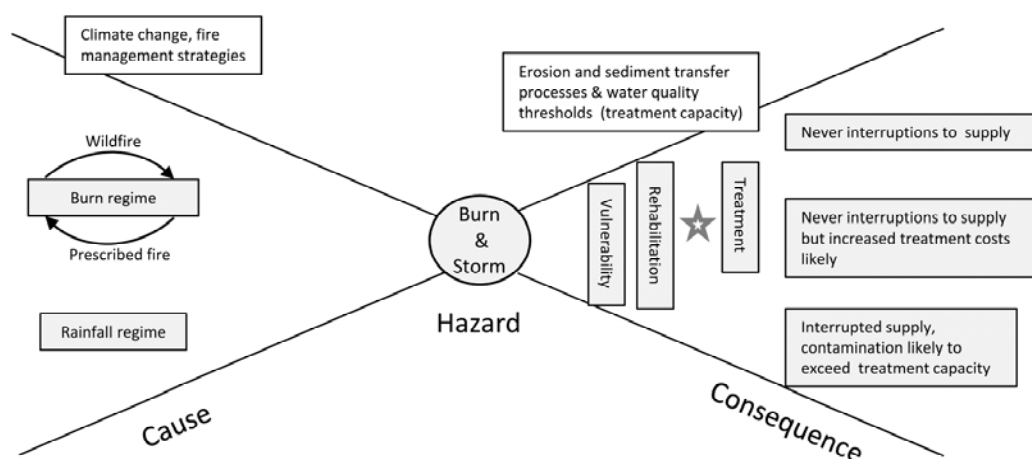 Climate change, fire
management strategies
Wildfire
Burn regime
Prescribed fire
Rainfall regime
Cause
Burn
&
Storm
Hazard
Erosion and sediment transfer
processes & water quality
thresholds (treatment capacity)
Vulnerability
Rehabilitation
Treatment
Never interruptions to supply
Never interruptions to supply
but increased treatment costs
likely
Interrupted supply,
contamination likely to
exceed treatment capacity
Consequence